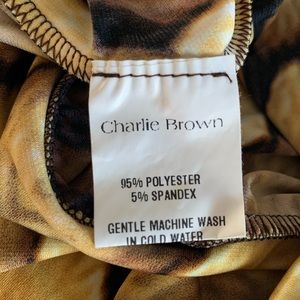 Charlie Brown
95% POLYESTER
5% SPANDEX
GENTLE MACHINE WASH
IN COLD WATER